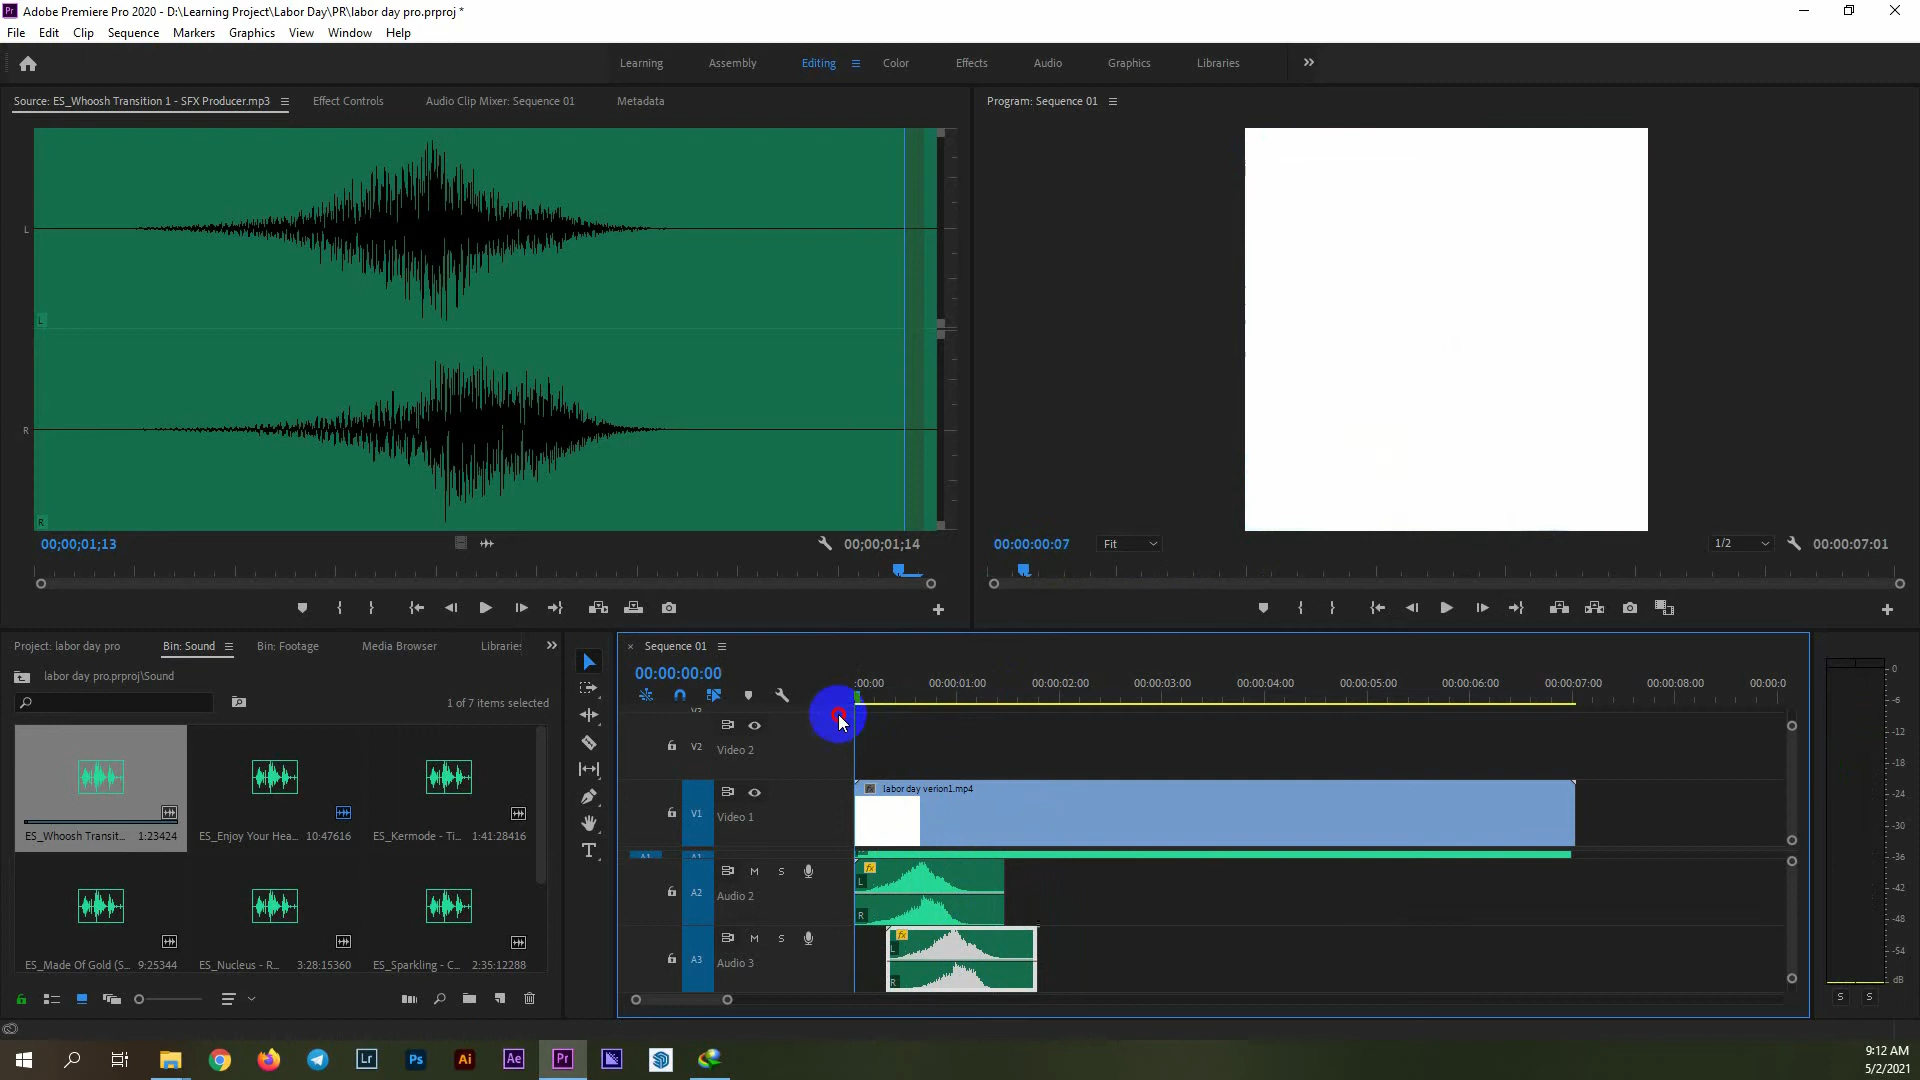 Pr Adobe Premiere Pro 2020 - D:\Learning Project\Labor Day\PR\labor day pro.prproj *
File Edit Clip Sequence Markers Graphics View Window Help
Learning Assembly Editing Color Effects Audio Graphics Libraries
Source: ES_Whoosh Transition 1 - SFX Producer.mp3 Effect Controls Audio Clip Mixer: Sequence 01 Metadata
Program: Sequence 01
L
L
R
R
00;00;01;13 00;00;01;14
00:00:00:07 Fit 1/2 00:00:07:01
Project: labor day pro Bin: Sound Bin: Footage Media Browser Libraries
labor day pro.prproj\Sound
1 of 7 items selected
ES_Whoosh Transit... 1:23424
ES_Enjoy Your Hea... 10:47616
ES_Kermode - Ti... 1:41:28416
ES_Made Of Gold (S... 9:25344
ES_Nucleus - R... 3:28:15360
ES_Sparkling - C... 2:35:12288
× Sequence 01
00:00:00:00
:00:00 00:00:01:00 00:00:02:00 00:00:03:00 00:00:04:00 00:00:05:00 00:00:06:00 00:00:07:00 00:00:08:00 00:00:0
V2 Video 2
V1 Video 1
labor day verion1.mp4
A1 A1
A2 M S Audio 2
fx L R
A3 M S Audio 3
fx L R
0
-6
-12
-18
-24
-30
-36
-42
-48
-54
dB
S S
Lr Ps Ai Ae Pr
9:12 AM
5/2/2021